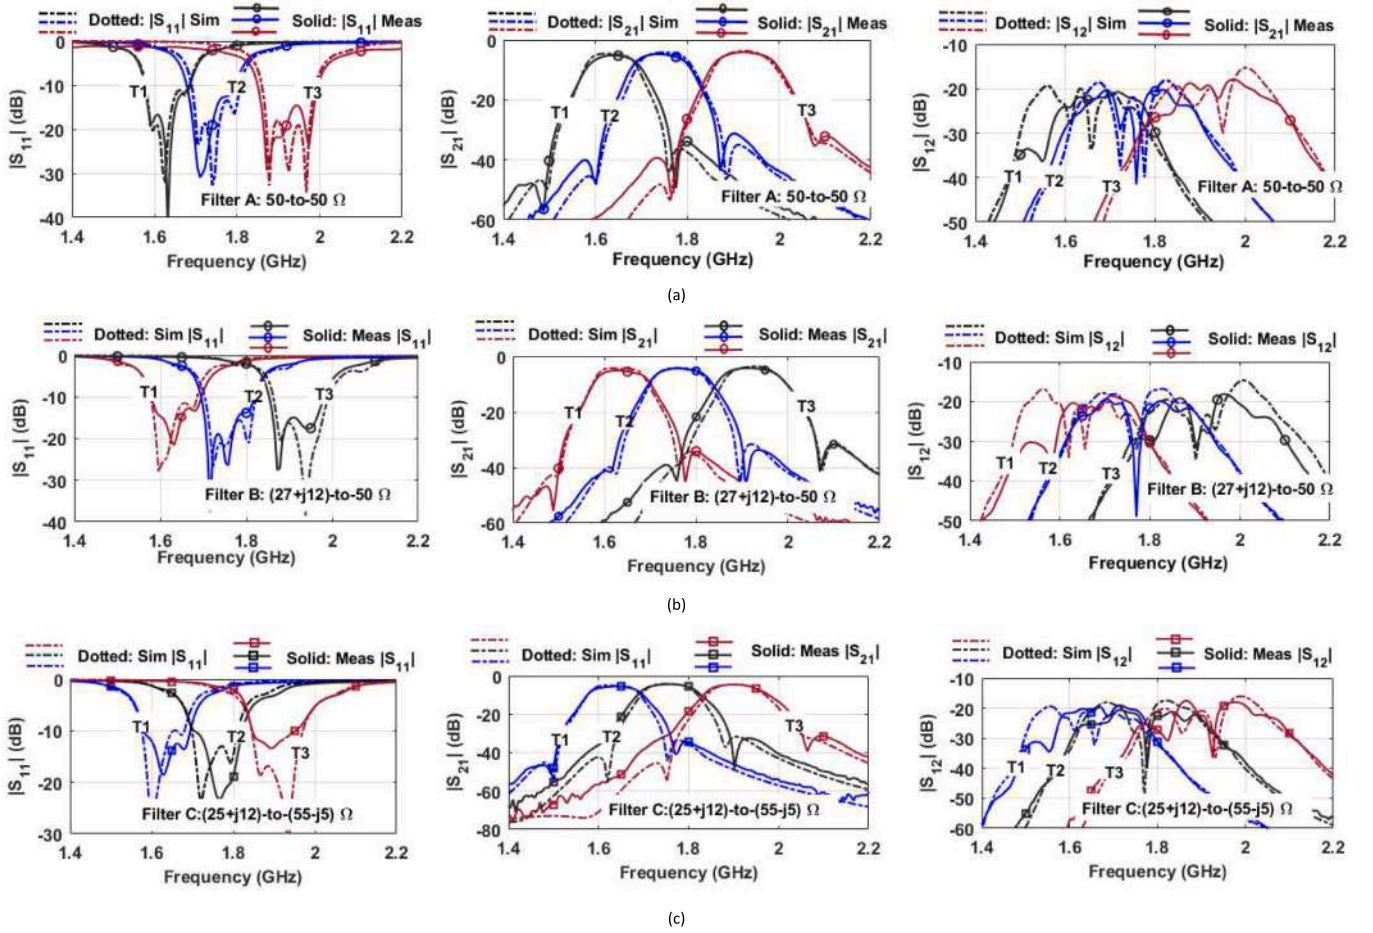 Dotted: |S11| Sim Solid: |S11| Meas
0
-10
-20
-30
-40
|S11| (dB)
T1
T2
T3
Filter A: 50-to-50 Ω
1.4 1.6 1.8 2 2.2
Frequency (GHz)
Dotted: |S21| Sim Solid: |S21| Meas
0
-20
-40
-60
|S21| (dB)
T1
T2
T3
Filter A: 50-to-50 Ω
1.4 1.6 1.8 2 2.2
Frequency (GHz)
Dotted: |S12| Sim Solid: |S21| Meas
-10
-20
-30
-40
-50
|S12| (dB)
T1
T2
T3
Filter A: 50-to-50 Ω
1.4 1.6 1.8 2 2.2
Frequency (GHz)
(a)
Dotted: Sim |S11| Solid: Meas |S11|
0
-10
-20
-30
-40
|S11| (dB)
T1
T2
T3
Filter B: (27+j12)-to-50 Ω
1.4 1.6 1.8 2 2.2
Frequency (GHz)
Dotted: Sim |S21| Solid: Meas |S21|
0
-20
-40
-60
|S21| (dB)
T1
T2
T3
Filter B: (27+j12)-to-50 Ω
1.4 1.6 1.8 2 2.2
Frequency (GHz)
Dotted: Sim |S12| Solid: Meas |S12|
-10
-20
-30
-40
-50
|S12| (dB)
T1
T2
T3
Filter B: (27+j12)-to-50 Ω
1.4 1.6 1.8 2 2.2
Frequency (GHz)
(b)
Dotted: Sim |S11| Solid: Meas |S11|
0
-10
-20
-30
|S11| (dB)
T1
T2
T3
Filter C:(25+j12)-to-(55-j5) Ω
1.4 1.6 1.8 2 2.2
Frequency (GHz)
Dotted: Sim |S11| Solid: Meas |S21|
0
-20
-40
-60
-80
|S21| (dB)
T1
T2
T3
Filter C:(25+j12)-to-(55-j5) Ω
1.4 1.6 1.8 2 2.2
Frequency (GHz)
Dotted: Sim |S12| Solid: Meas |S12|
-10
-20
-30
-40
-50
-60
|S12| (dB)
T1
T2
T3
Filter C:(25+j12)-to-(55-j5) Ω
1.4 1.6 1.8 2 2.2
Frequency (GHz)
(c)